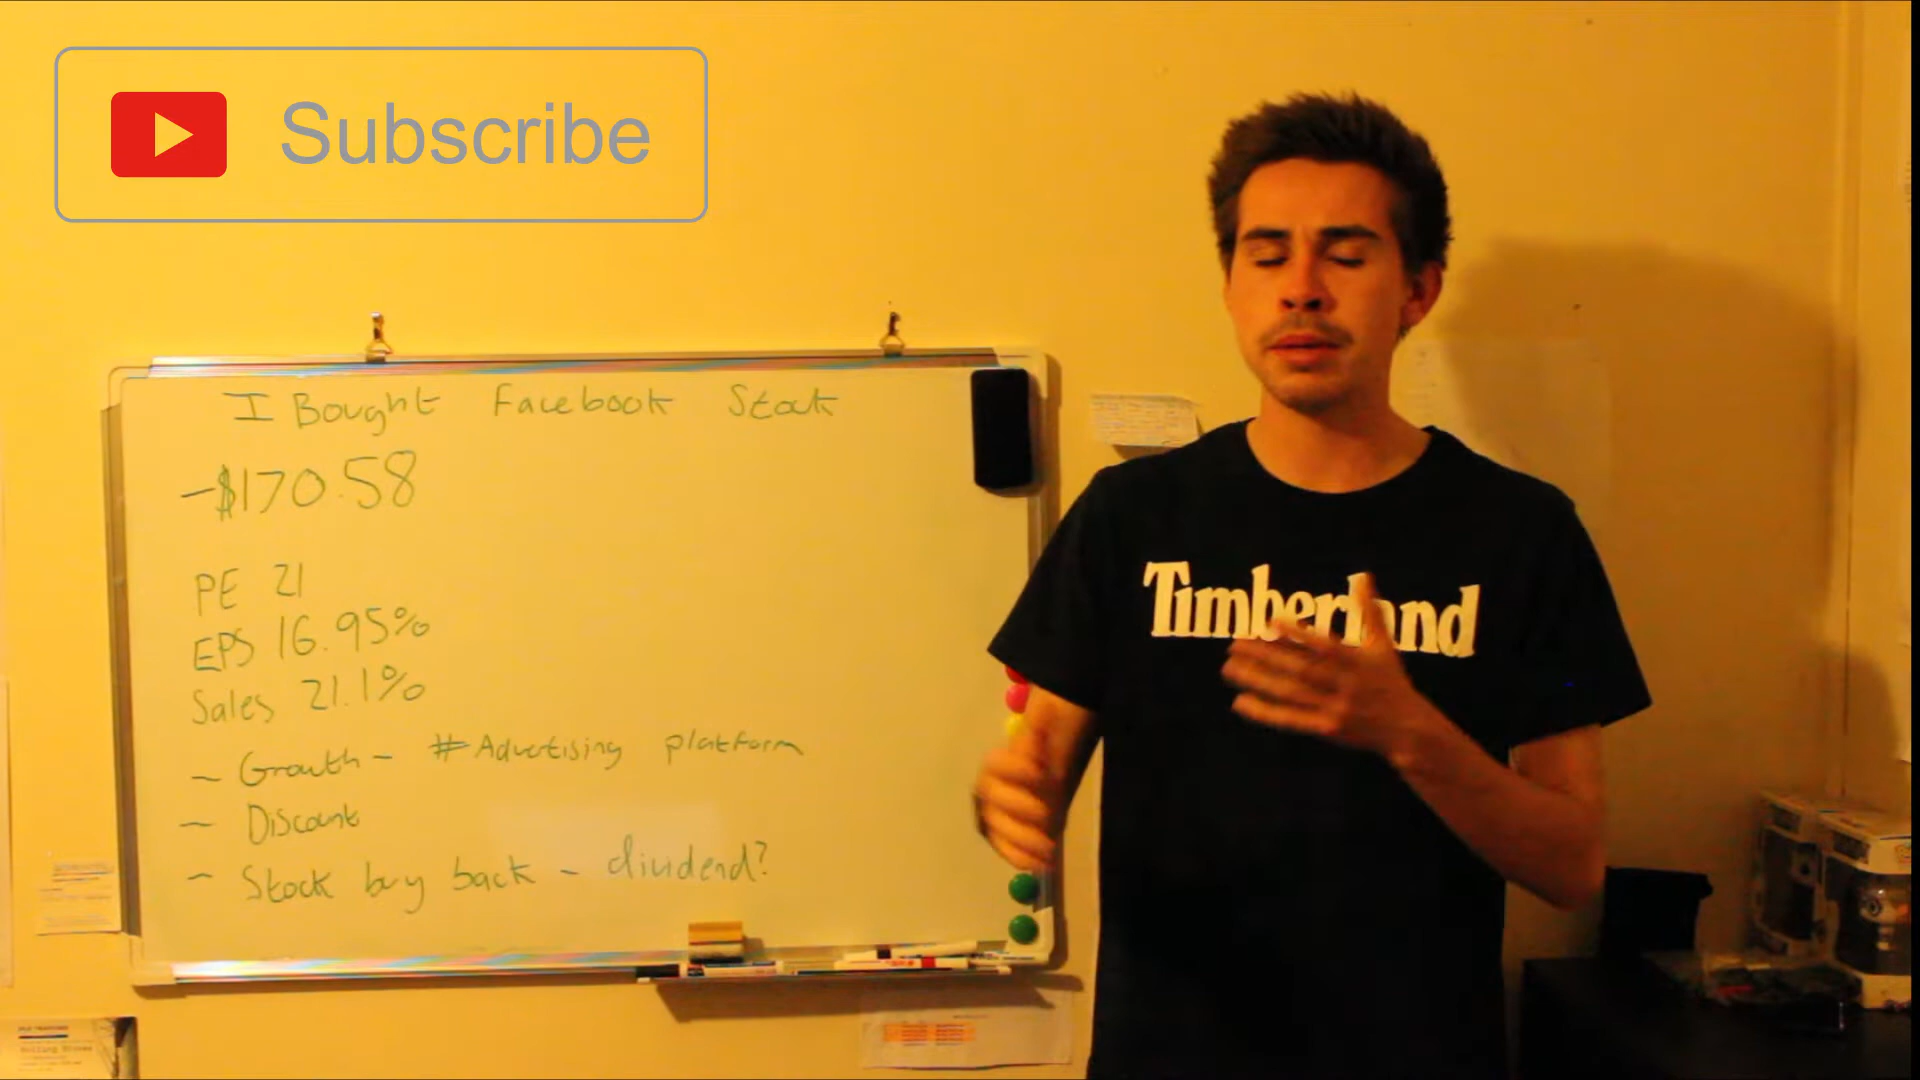 Subscribe
I Bought Facebook Stock
-$170.58
PE 21
EPS 16.95%
Sales 21.1%
- Growth - #Advertising platform
- Discount
- Stock buy back - dividend?
Timberland